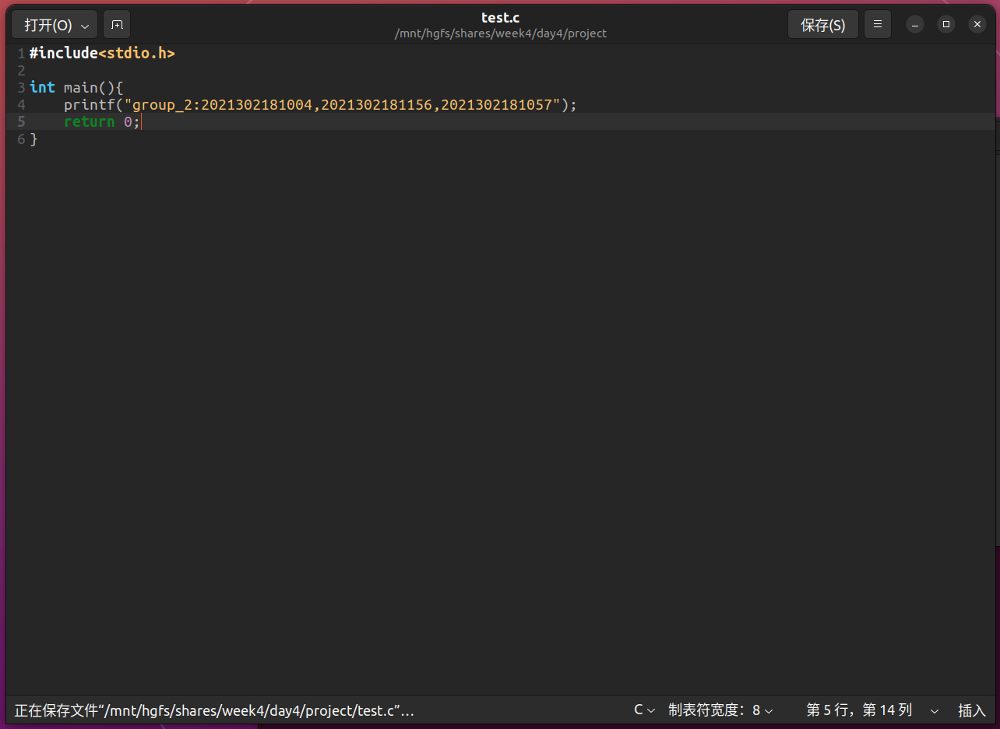 打开(O)
test.c
/mnt/hgfs/shares/week4/day4/project
保存(S)
1 #include<stdio.h>
2
3 int main(){
4     printf("group_2:2021302181004,2021302181156,2021302181057");
5     return 0;
6 }
正在保存文件“/mnt/hgfs/shares/week4/day4/project/test.c”… C 制表符宽度：8 第 5 行，第 14 列 插入